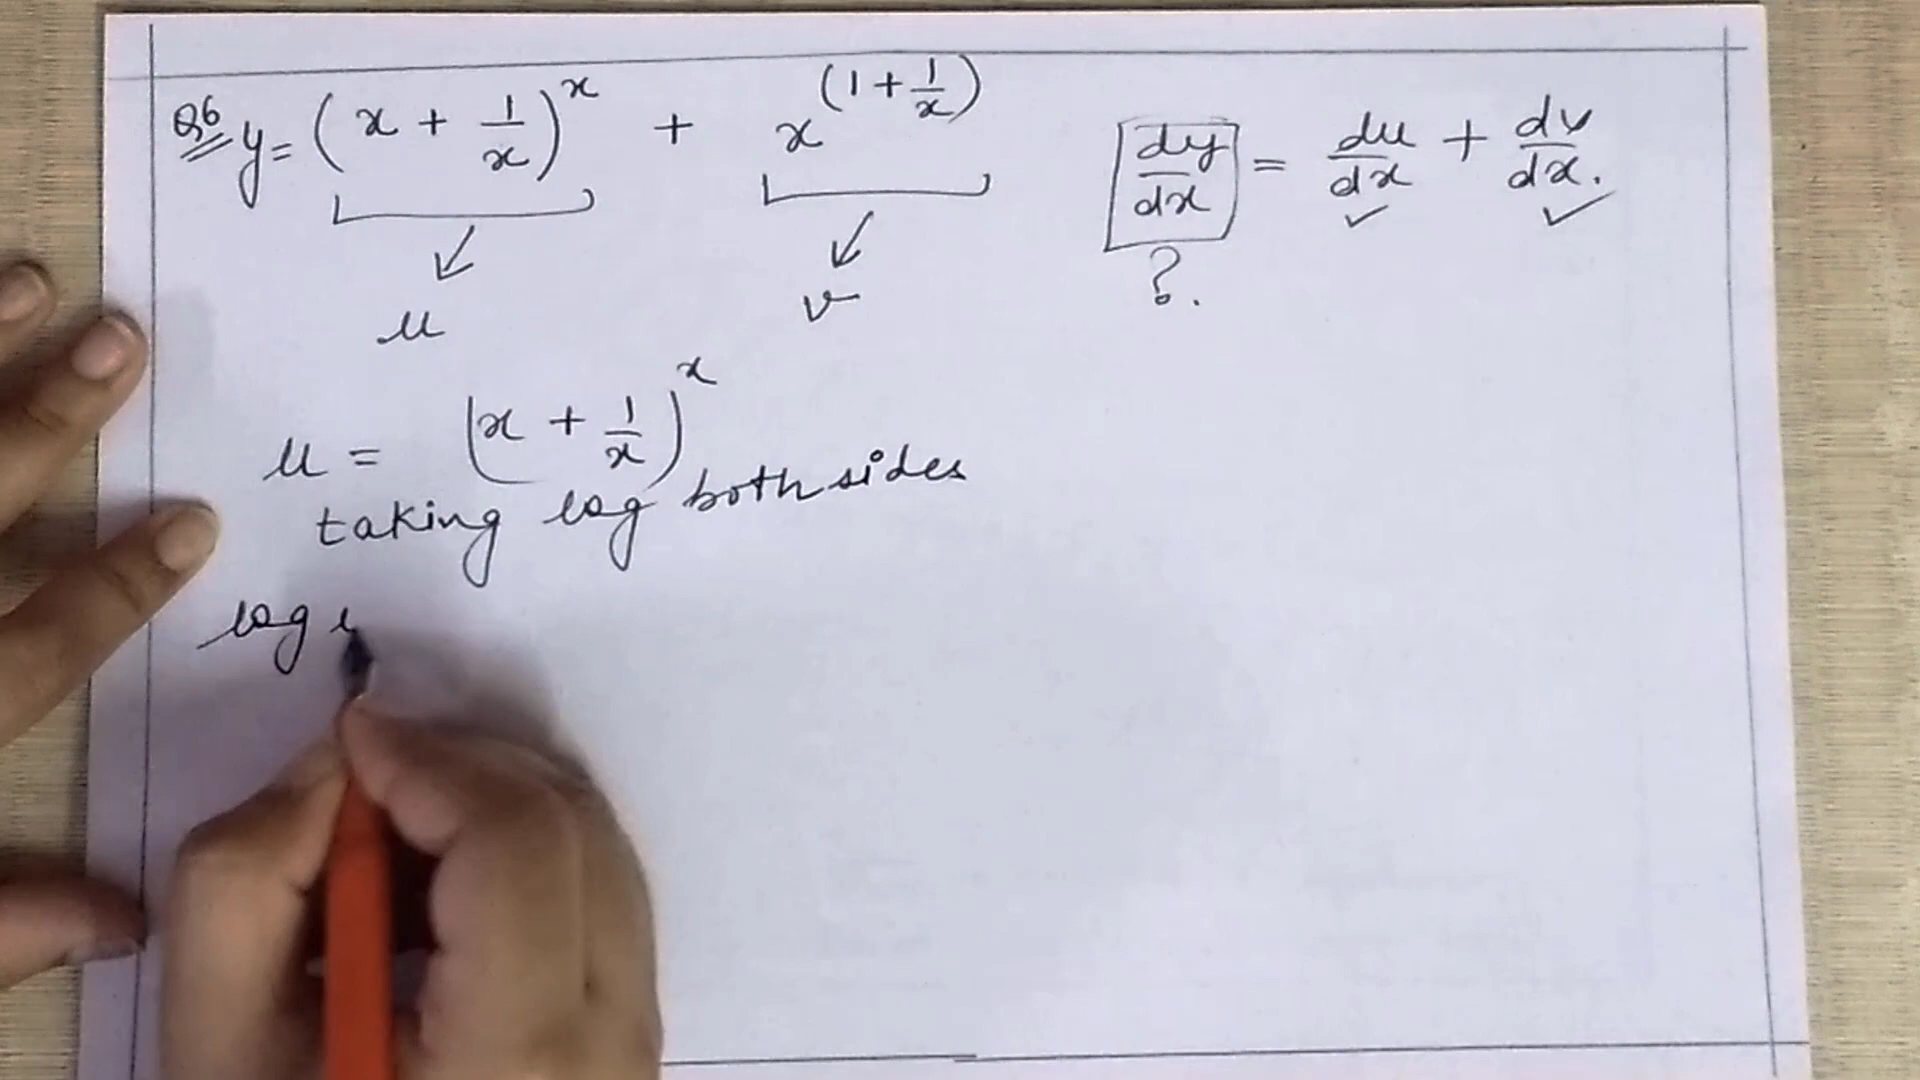 Q6 y = (x + 1/x)^x + x^(1 + 1/x)
dy/dx = du/dx + dv/dx.
u v ?.
u = (x + 1/x)^x
taking log both sides
log u